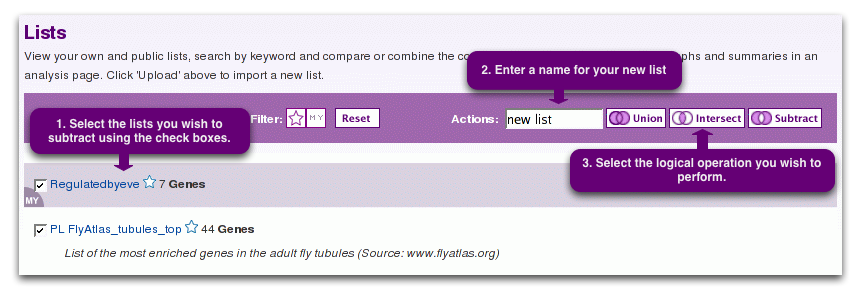 Lists
View your own and public lists, search by keyword and compare or combine the co phs and summaries in an
analysis page. Click 'Upload' above to import a new list.
2. Enter a name for your new list
1. Select the lists you wish to
subtract using the check boxes.
Filter: MY Reset Actions: new list Union Intersect Subtract
3. Select the logical operation you wish to
perform.
Regulatedbyeve 7 Genes
MY
PL FlyAtlas_tubules_top 44 Genes
List of the most enriched genes in the adult fly tubules (Source: www.flyatlas.org)